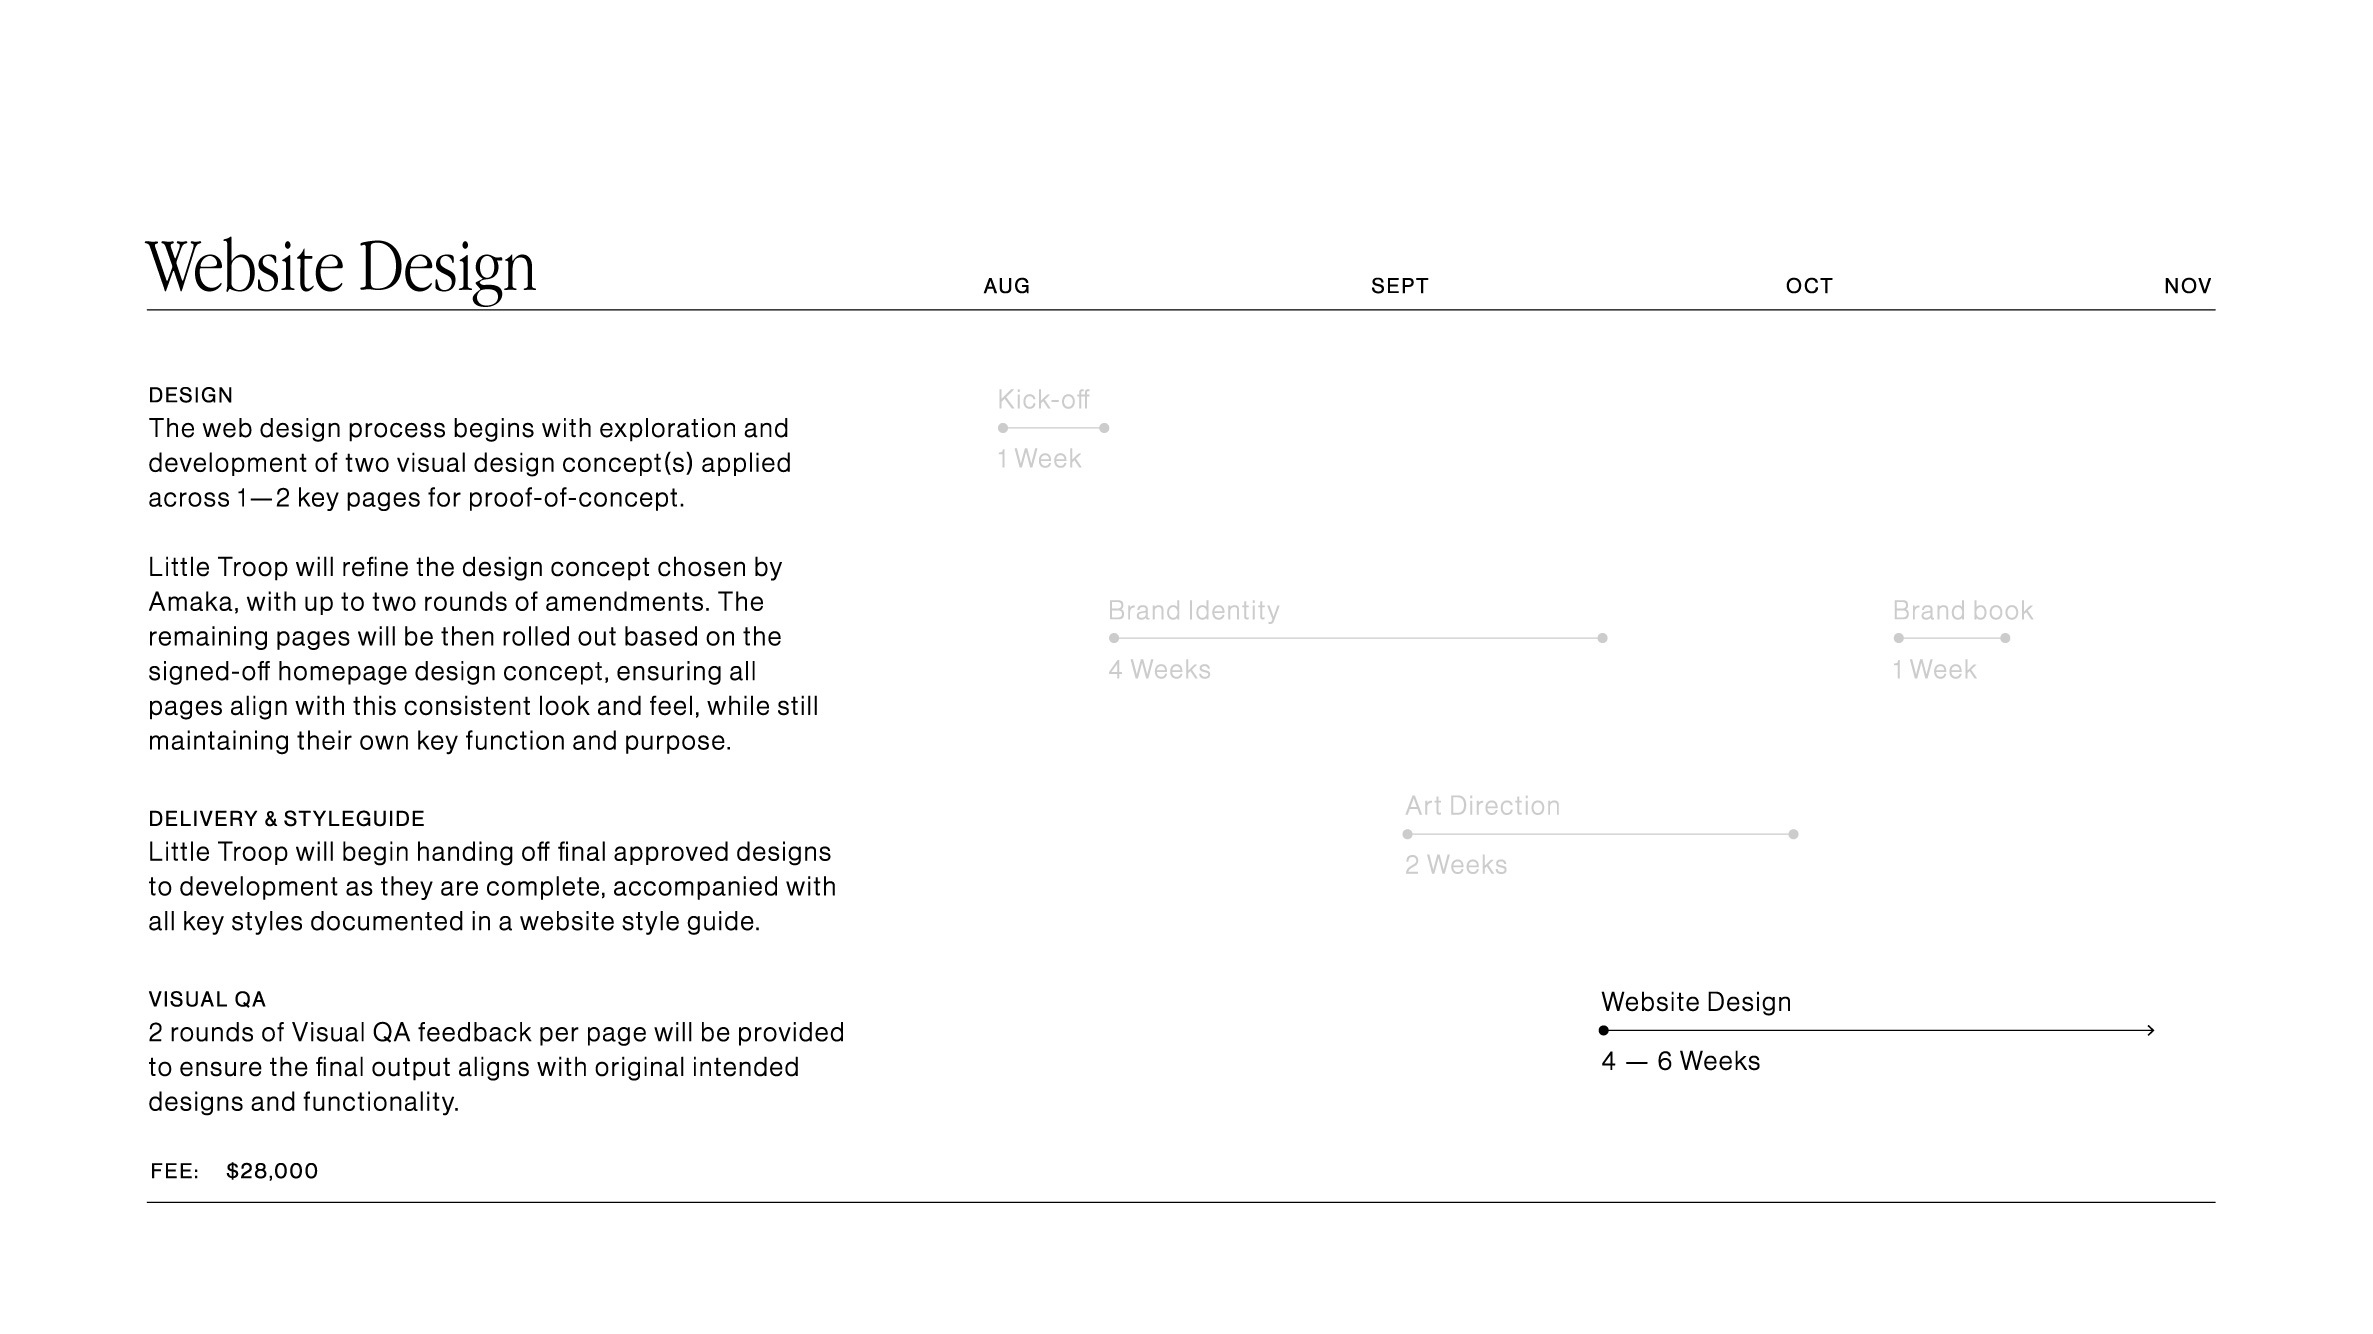 Website Design
AUG SEPT OCT NOV
DESIGN
The web design process begins with exploration and
development of two visual design concept(s) applied
across 1—2 key pages for proof-of-concept.
Little Troop will refine the design concept chosen by
Amaka, with up to two rounds of amendments. The
remaining pages will be then rolled out based on the
signed-off homepage design concept, ensuring all
pages align with this consistent look and feel, while still
maintaining their own key function and purpose.
DELIVERY & STYLEGUIDE
Little Troop will begin handing off final approved designs
to development as they are complete, accompanied with
all key styles documented in a website style guide.
VISUAL QA
2 rounds of Visual QA feedback per page will be provided
to ensure the final output aligns with original intended
designs and functionality.
FEE: $28,000
Kick-off
1 Week
Brand Identity
4 Weeks
Brand book
1 Week
Art Direction
2 Weeks
Website Design
4 — 6 Weeks